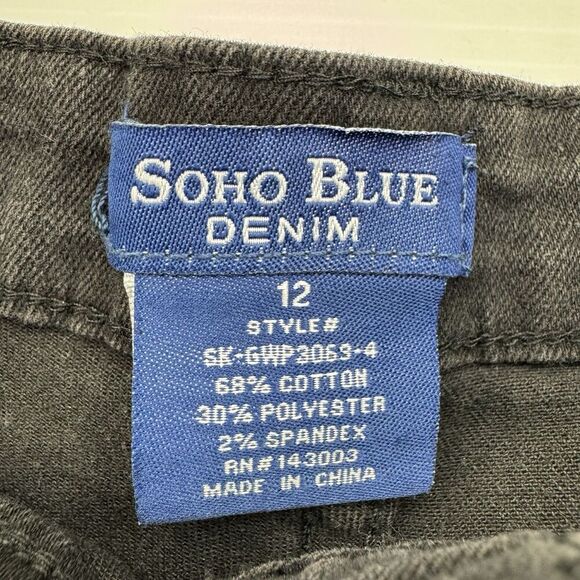 SOHO BLUE
DENIM
12
STYLE#
SK-GWP3063-4
68% COTTON
30% POLYESTER
2% SPANDEX
RN#143003
MADE IN CHINA